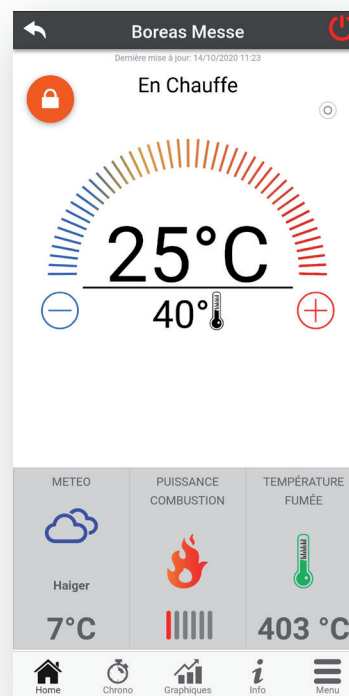 Boreas Messe
Dernière mise à jour: 14/10/2020 11:23
En Chauffe
25°C
40°
METEO
Haiger
7°C
PUISSANCE
COMBUSTION
TEMPÉRATURE
FUMÉE
403 °C
Home
Chrono
Graphiques
Info
Menu